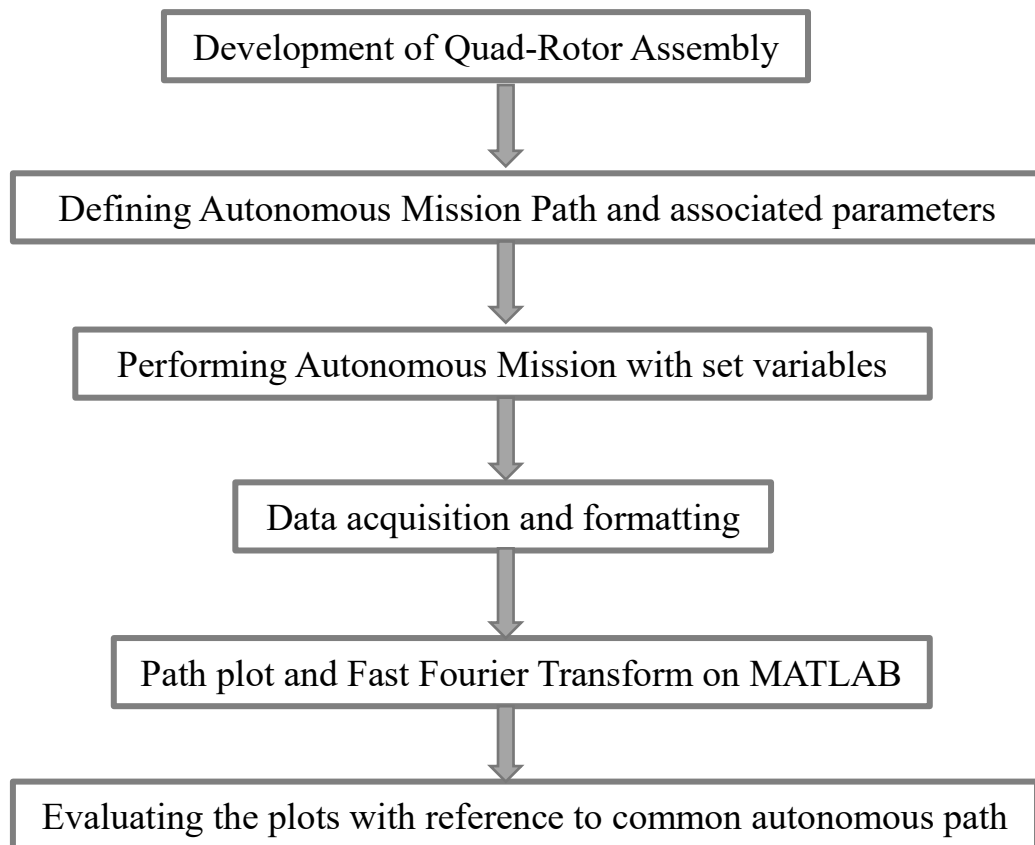 Development of Quad-Rotor Assembly
Defining Autonomous Mission Path and associated parameters
Performing Autonomous Mission with set variables
Data acquisition and formatting
Path plot and Fast Fourier Transform on MATLAB
Evaluating the plots with reference to common autonomous path